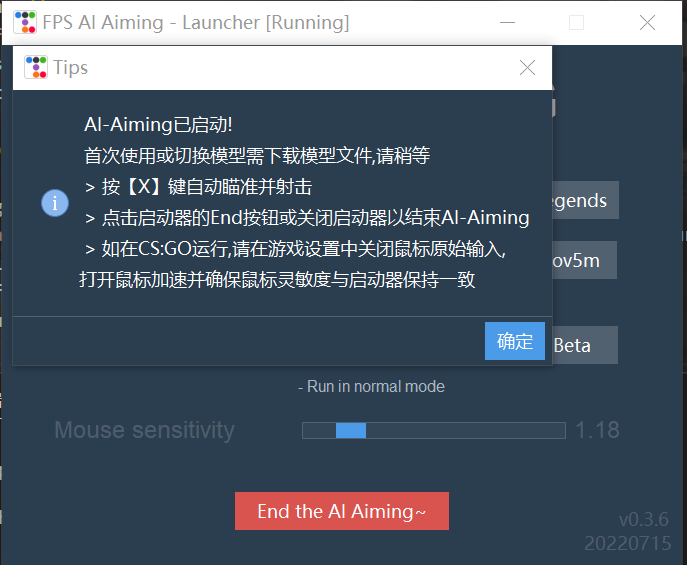 FPS AI Aiming - Launcher [Running]
Tips
AI-Aiming已启动!
首次使用或切换模型需下载模型文件,请稍等
> 按【X】键自动瞄准并射击
> 点击启动器的End按钮或关闭启动器以结束AI-Aiming
> 如在CS:GO运行,请在游戏设置中关闭鼠标原始输入,
打开鼠标加速并确保鼠标灵敏度与启动器保持一致
确定
egends
ov5m
Beta
- Run in normal mode
Mouse sensitivity
1.18
End the AI Aiming~
v0.3.6
20220715